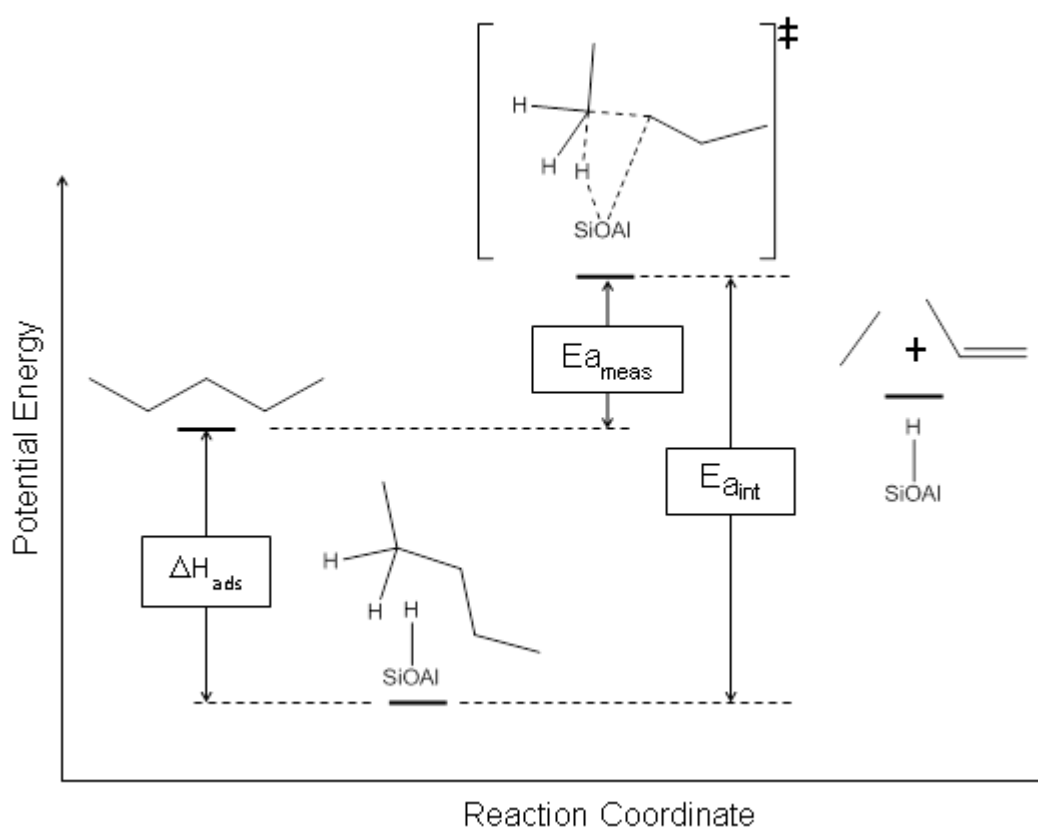 ‡
H
H
H
SiOAl
Ea_meas
+
H
SiOAl
Ea_int
ΔH_ads
H
H
H
SiOAl
Potential Energy
Reaction Coordinate